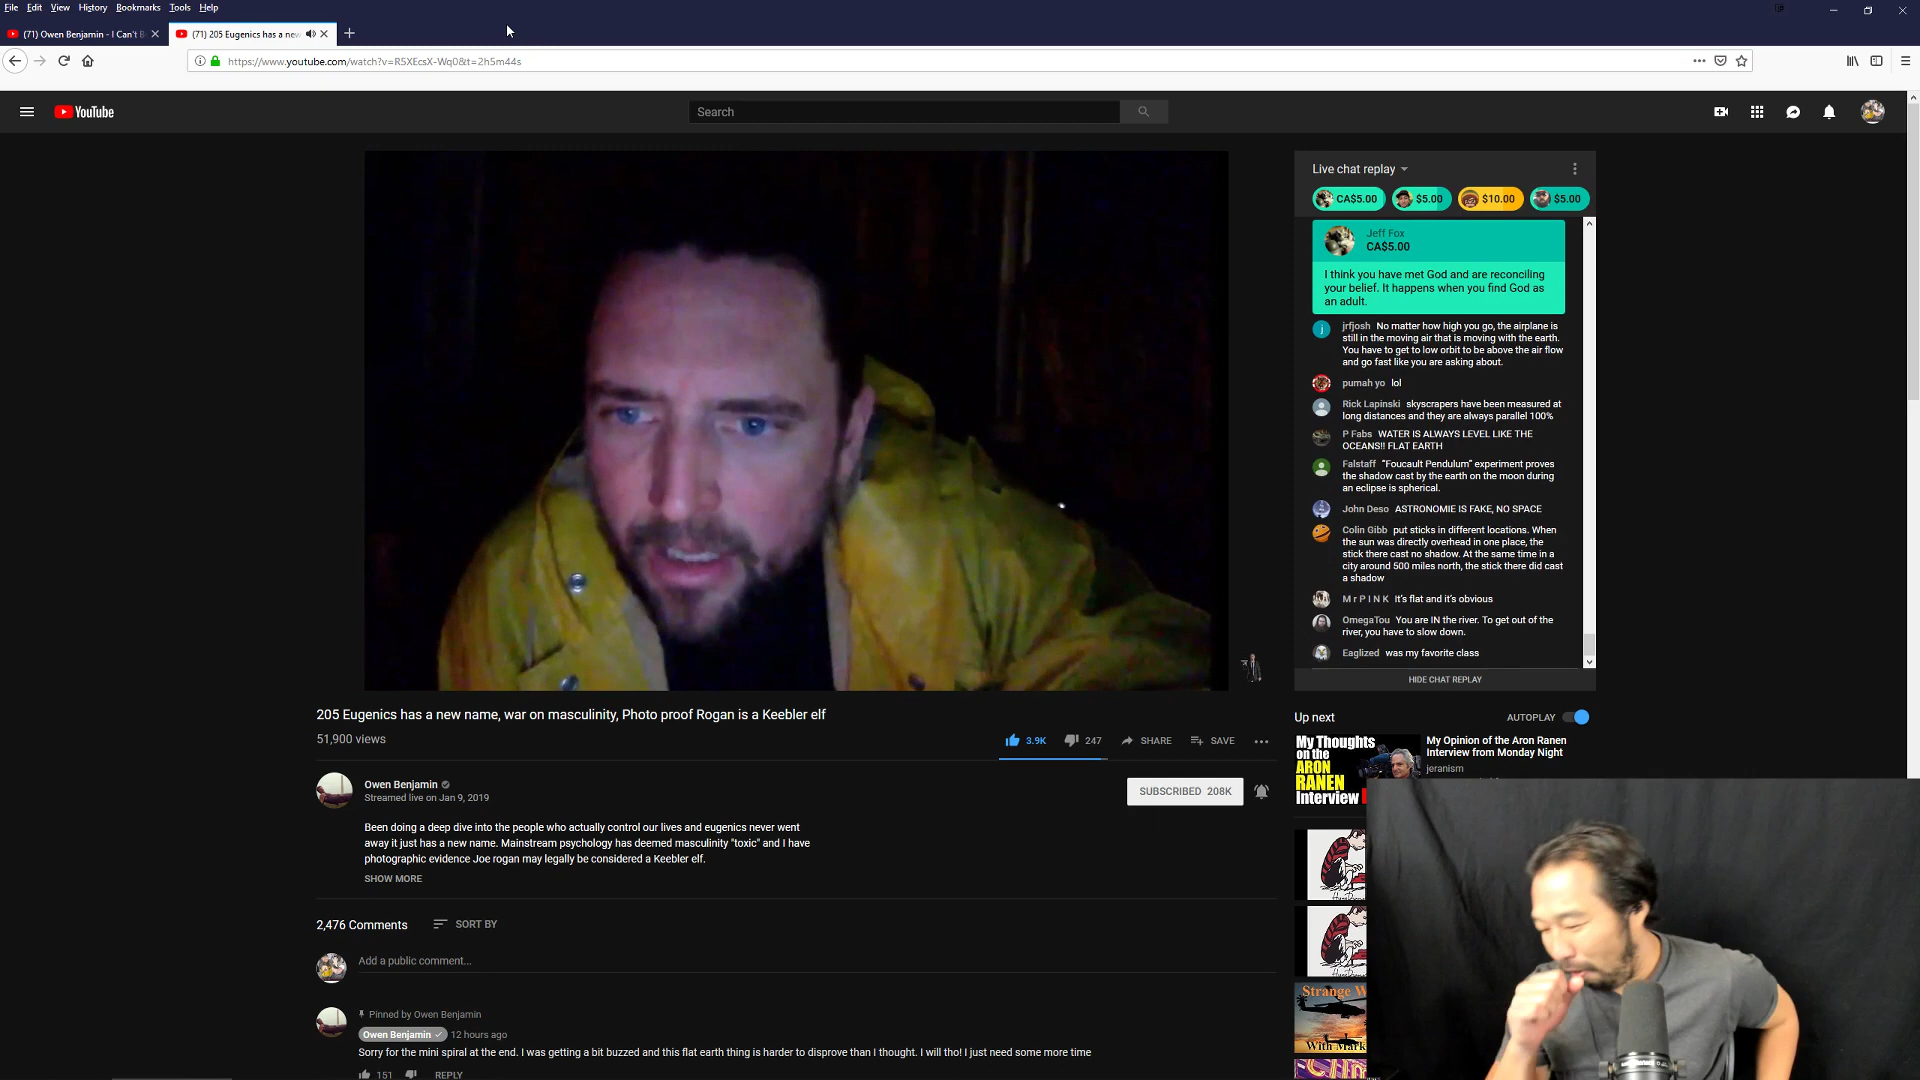 File Edit View History Bookmarks Tools Help
(71) Owen Benjamin - I Can't B
(71) 205 Eugenics has a new
https://www.youtube.com/watch?v=R5XEcsX-Wq0&t=2h5m44s
YouTube
Search
Live chat replay
CA$5.00 $5.00 $10.00 $5.00
Jeff Fox
CA$5.00
I think you have met God and are reconciling
your belief. It happens when you find God as
an adult.
jrfjosh No matter how high you go, the airplane is
still in the moving air that is moving with the earth.
You have to get to low orbit to be above the air flow
and go fast like you are asking about.
pumah yo lol
Rick Lapinski skyscrapers have been measured at
long distances and they are always parallel 100%
P Fabs WATER IS ALWAYS LEVEL LIKE THE
OCEANS!! FLAT EARTH
Falstaff "Foucault Pendulum" experiment proves
the shadow cast by the earth on the moon during
an eclipse is spherical.
John Deso ASTRONOMIE IS FAKE, NO SPACE
Colin Gibb put sticks in different locations. When
the sun was directly overhead in one place, the
stick there cast no shadow. At the same time in a
city around 500 miles north, the stick there did cast
a shadow
M r P I N K It's flat and it's obvious
OmegaTou You are IN the river. To get out of the
river, you have to slow down.
Eaglized was my favorite class
HIDE CHAT REPLAY
205 Eugenics has a new name, war on masculinity, Photo proof Rogan is a Keebler elf
51,900 views
3.9K 247 SHARE SAVE
Owen Benjamin
Streamed live on Jan 9, 2019
SUBSCRIBED 208K
Been doing a deep dive into the people who actually control our lives and eugenics never went
away it just has a new name. Mainstream psychology has deemed masculinity "toxic" and I have
photographic evidence Joe rogan may legally be considered a Keebler elf.
SHOW MORE
2,476 Comments SORT BY
Add a public comment...
Pinned by Owen Benjamin
Owen Benjamin 12 hours ago
Sorry for the mini spiral at the end. I was getting a bit buzzed and this flat earth thing is harder to disprove than I thought. I will tho! I just need some more time
151 REPLY
Up next AUTOPLAY
My Thoughts
on the
ARON
RANEN
Interview
My Opinion of the Aron Ranen
Interview from Monday Night
jeranism
Strange W
With Mark